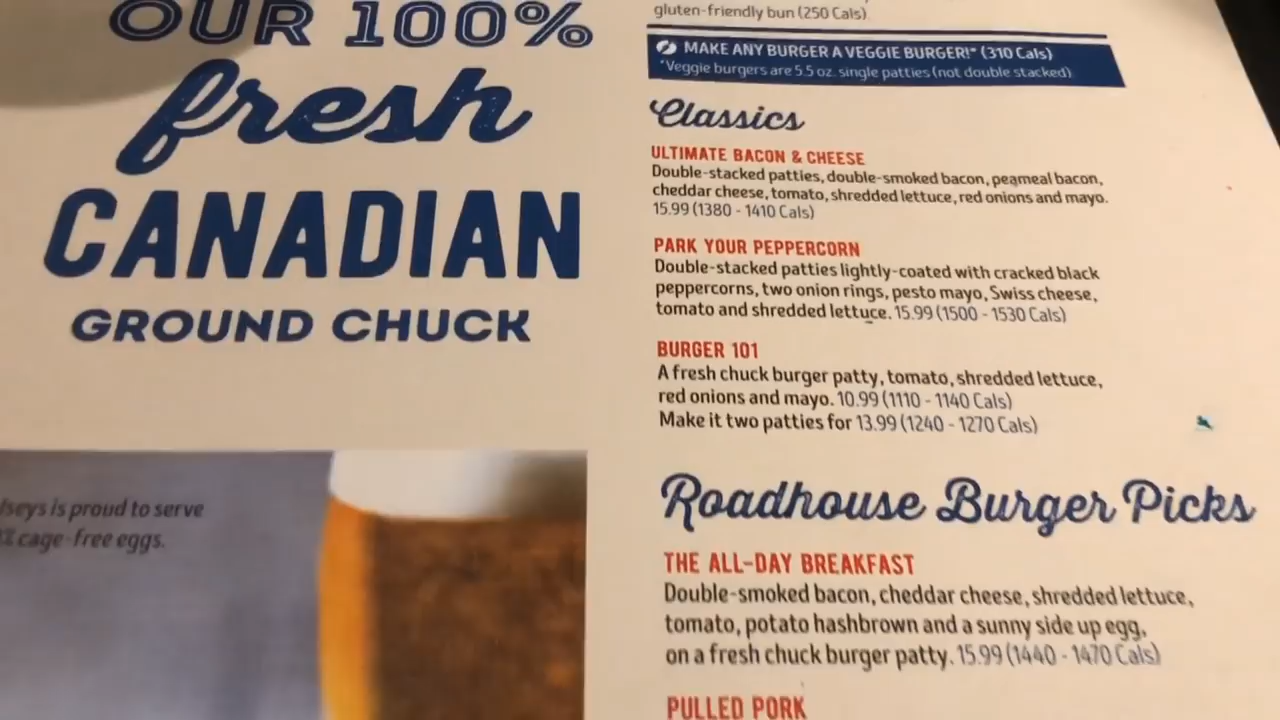 OUR 100%
fresh
CANADIAN
GROUND CHUCK
lseys is proud to serve
% cage-free eggs.
gluten-friendly bun (250 Cals)
MAKE ANY BURGER A VEGGIE BURGER!* (310 Cals)
*Veggie burgers are 5.5 oz. single patties (not double stacked).
Classics
ULTIMATE BACON & CHEESE
Double-stacked patties, double-smoked bacon, peameal bacon,
cheddar cheese, tomato, shredded lettuce, red onions and mayo.
15.99 (1380 - 1410 Cals)
PARK YOUR PEPPERCORN
Double-stacked patties lightly-coated with cracked black
peppercorns, two onion rings, pesto mayo, Swiss cheese,
tomato and shredded lettuce. 15.99 (1500 - 1530 Cals)
BURGER 101
A fresh chuck burger patty, tomato, shredded lettuce,
red onions and mayo. 10.99 (1110 - 1140 Cals)
Make it two patties for 13.99 (1240 - 1270 Cals)
Roadhouse Burger Picks
THE ALL-DAY BREAKFAST
Double-smoked bacon, cheddar cheese, shredded lettuce,
tomato, potato hashbrown and a sunny side up egg,
on a fresh chuck burger patty. 15.99 (1440 - 1470 Cals)
PULLED PORK